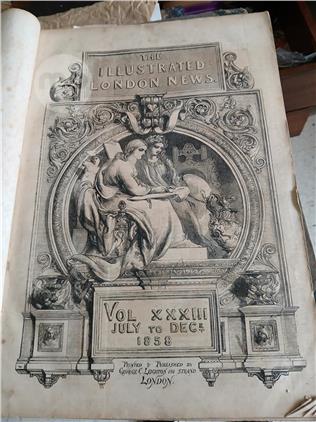 THE
ILLUSTRATED
LONDON NEWS.
VOL XXXIII
JULY TO DECR
1858
PRINTED & PUBLISHED BY
GEORGE C. LEIGHTON 198 STRAND
LONDON.